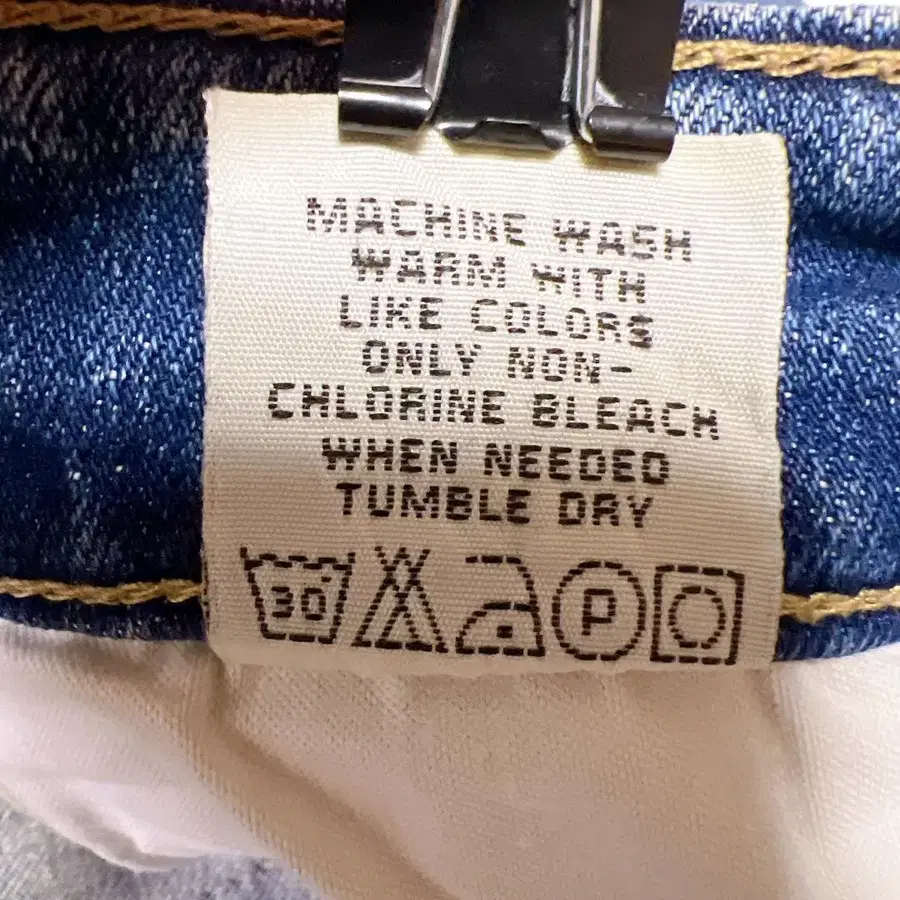 MACHINE WASH
WARM WITH
LIKE COLORS
ONLY NON-
CHLORINE BLEACH
WHEN NEEDED
TUMBLE DRY
30° P